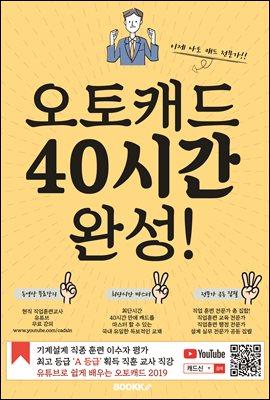 이제 나도 캐드 전문가!!
오토캐드
40시간
완성!
동영상 무료강의
현직 직업훈련교사
유튜브
무료 강의
www.youtube.com/cadsin
최단시간 마스터
최단시간
40시간 만에 캐드를
마스터 할 수 있는
국내 유일한 독보적인 교재
전문가 공동 집필
직업 훈련 전문가 총 집합!
직업훈련 교육 전문가
직업훈련 행정 전문가
설계 실무 전문가 공동 집필
기계설계 직종 훈련 이수자 평가
최고 등급 'A 등급' 획득 직훈 교사 직강
유튜브로 쉽게 배우는 오토캐드 2019
YouTube
캐드신
검색
BOOKK